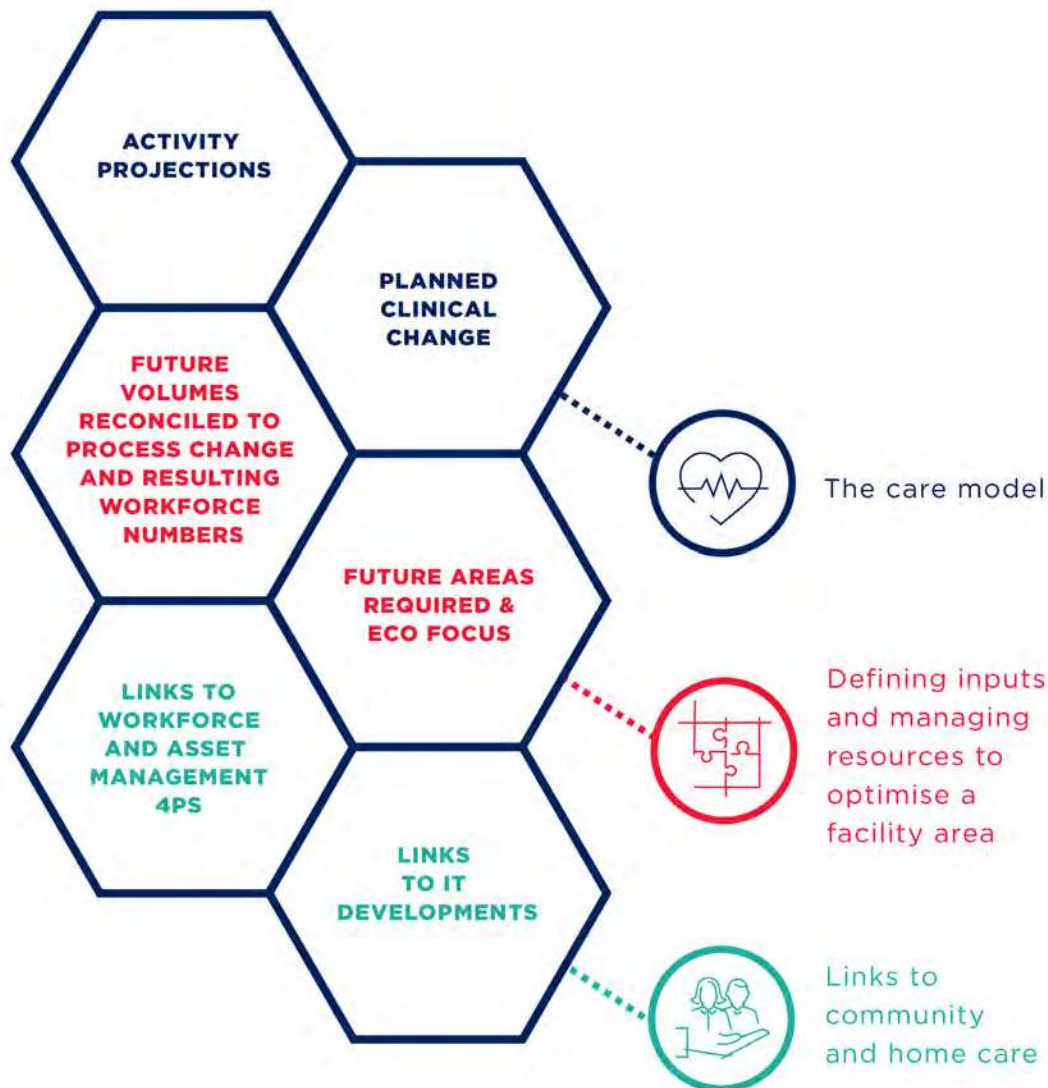 ACTIVITY
PROJECTIONS
PLANNED
CLINICAL
CHANGE
The care model
FUTURE
VOLUMES
RECONCILED TO
PROCESS CHANGE
AND RESULTING
WORKFORCE
NUMBERS
FUTURE AREAS
REQUIRED &
ECO FOCUS
Defining inputs
and managing
resources to
optimise a
facility area
LINKS TO
WORKFORCE
AND ASSET
MANAGEMENT
4PS
LINKS
TO IT
DEVELOPMENTS
Links to
community
and home care